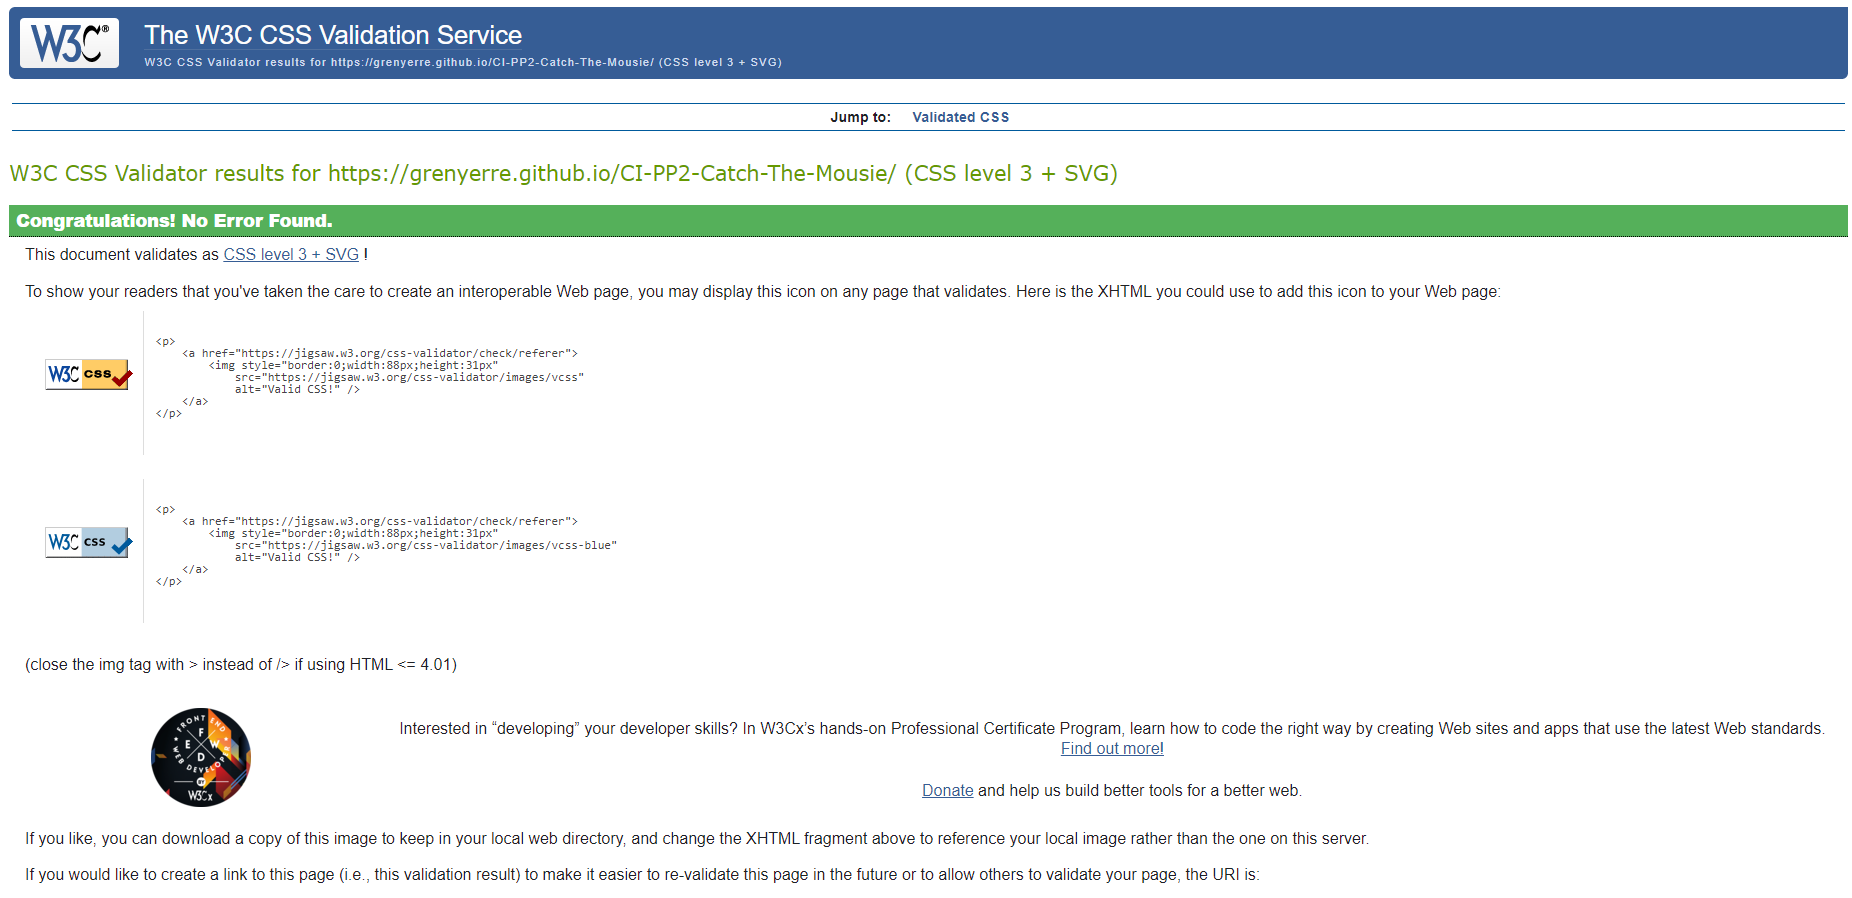 W3C®
The W3C CSS Validation Service
W3C CSS Validator results for https://grenyerre.github.io/CI-PP2-Catch-The-Mousie/ (CSS level 3 + SVG)
Jump to: Validated CSS
W3C CSS Validator results for https://grenyerre.github.io/CI-PP2-Catch-The-Mousie/ (CSS level 3 + SVG)
Congratulations! No Error Found.
This document validates as CSS level 3 + SVG !
To show your readers that you've taken the care to create an interoperable Web page, you may display this icon on any page that validates. Here is the XHTML you could use to add this icon to your Web page:
W3C css
<p>
<a href="https://jigsaw.w3.org/css-validator/check/referer">
<img style="border:0;width:88px;height:31px"
src="https://jigsaw.w3.org/css-validator/images/vcss"
alt="Valid CSS!" />
</a>
</p>
W3C css
<p>
<a href="https://jigsaw.w3.org/css-validator/check/referer">
<img style="border:0;width:88px;height:31px"
src="https://jigsaw.w3.org/css-validator/images/vcss-blue"
alt="Valid CSS!" />
</a>
</p>
(close the img tag with > instead of /> if using HTML <= 4.01)
FRONT END
F
E W
D
WEB DEVELOPER
BY
W3Cx
Interested in “developing” your developer skills? In W3Cx’s hands-on Professional Certificate Program, learn how to code the right way by creating Web sites and apps that use the latest Web standards.
Find out more!
Donate and help us build better tools for a better web.
If you like, you can download a copy of this image to keep in your local web directory, and change the XHTML fragment above to reference your local image rather than the one on this server.
If you would like to create a link to this page (i.e., this validation result) to make it easier to re-validate this page in the future or to allow others to validate your page, the URI is: